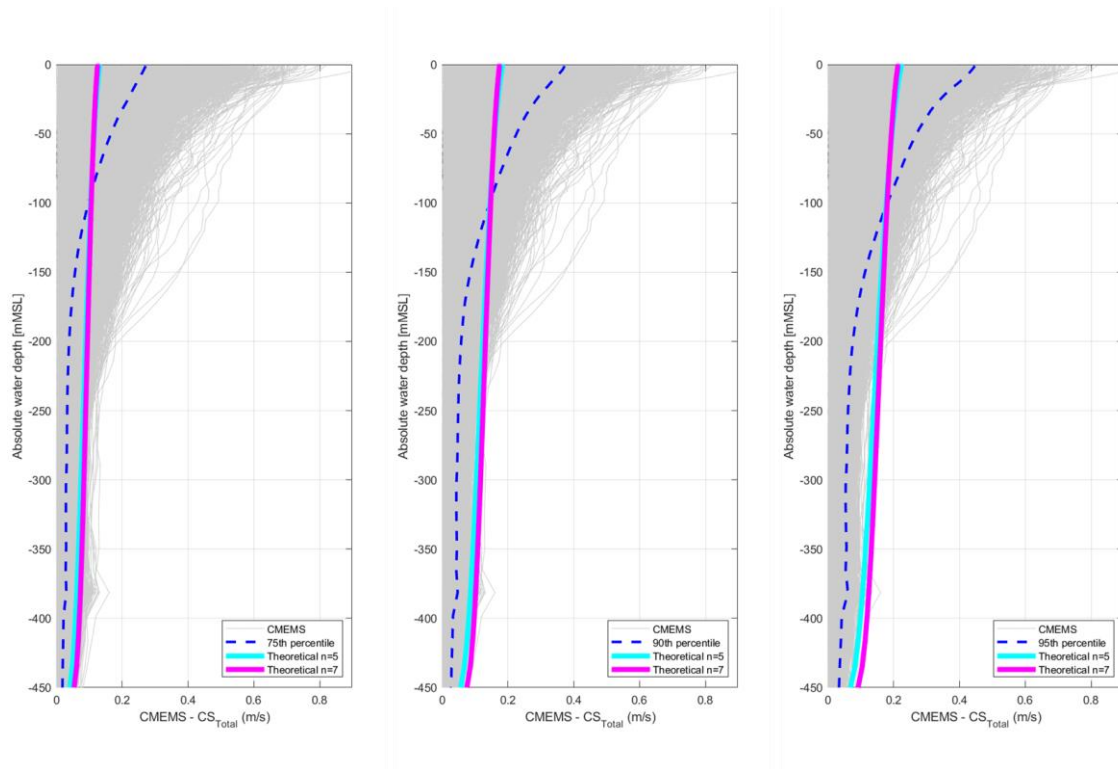 0
-50
-100
-150
-200
-250
-300
-350
-400
-450
Absolute water depth [mMSL]
0
0.2
0.4
0.6
0.8
CMEMS - CS_Total (m/s)
CMEMS
75th percentile
Theoretical n=5
Theoretical n=7
0
-50
-100
-150
-200
-250
-300
-350
-400
-450
Absolute water depth [mMSL]
0
0.2
0.4
0.6
0.8
CMEMS - CS_Total (m/s)
CMEMS
90th percentile
Theoretical n=5
Theoretical n=7
0
-50
-100
-150
-200
-250
-300
-350
-400
-450
Absolute water depth [mMSL]
0
0.2
0.4
0.6
0.8
CMEMS - CS_Total (m/s)
CMEMS
95th percentile
Theoretical n=5
Theoretical n=7